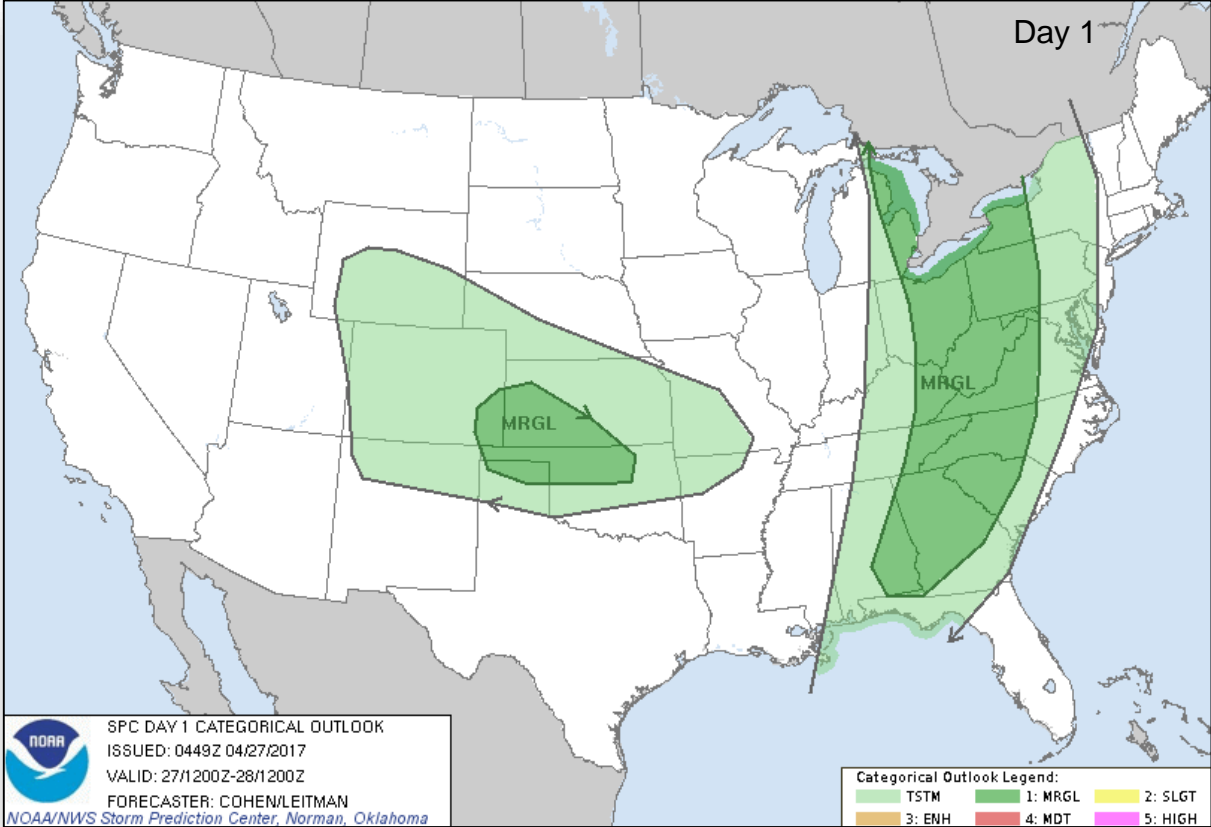 Day 1
MRGL
MRGL
NOAA
SPC DAY 1 CATEGORICAL OUTLOOK
ISSUED: 0449Z 04/27/2017
VALID: 27/1200Z-28/1200Z
FORECASTER: COHEN/LEITMAN
NOAA/NWS Storm Prediction Center, Norman, Oklahoma
Categorical Outlook Legend:
TSTM 1: MRGL 2: SLGT
3: ENH 4: MDT 5: HIGH